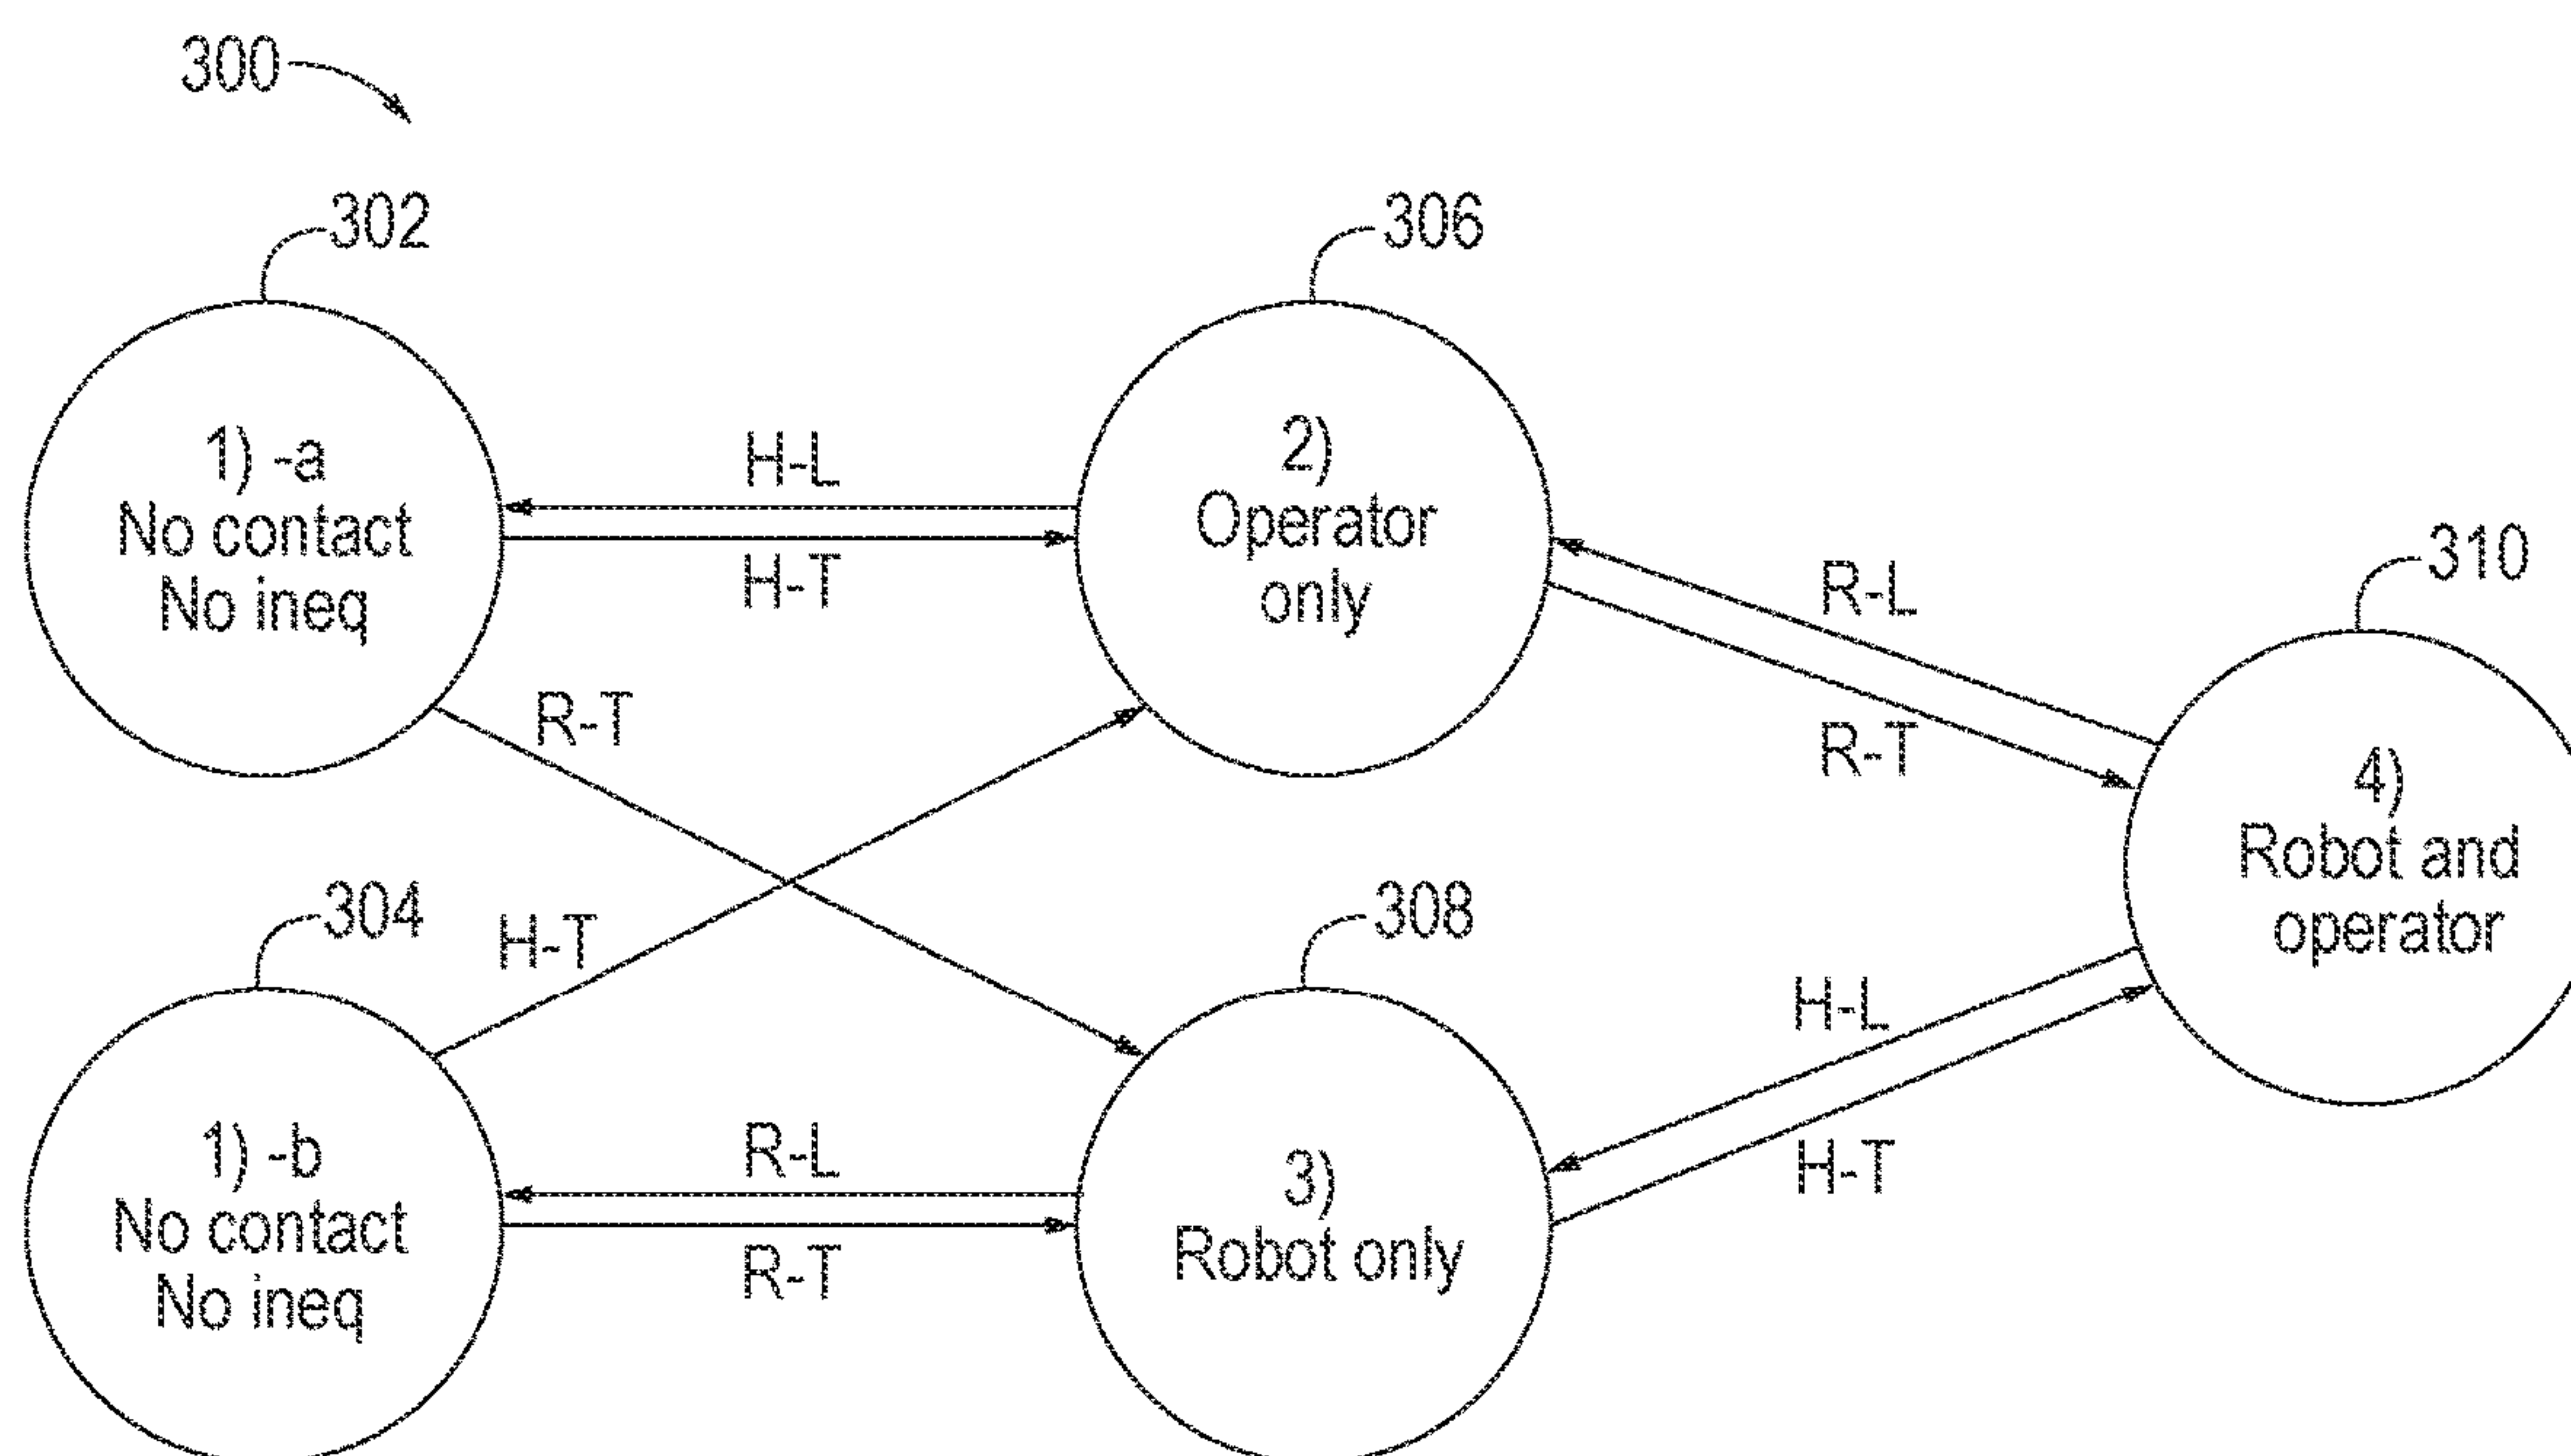 300
302
306
1) -a
No contact
No ineq
H-L
H-T
2)
Operator
only
310
R-L
R-T
R-T
4)
Robot and
operator
304
H-T
308
H-L
H-T
1) -b
No contact
No ineq
R-L
R-T
3)
Robot only